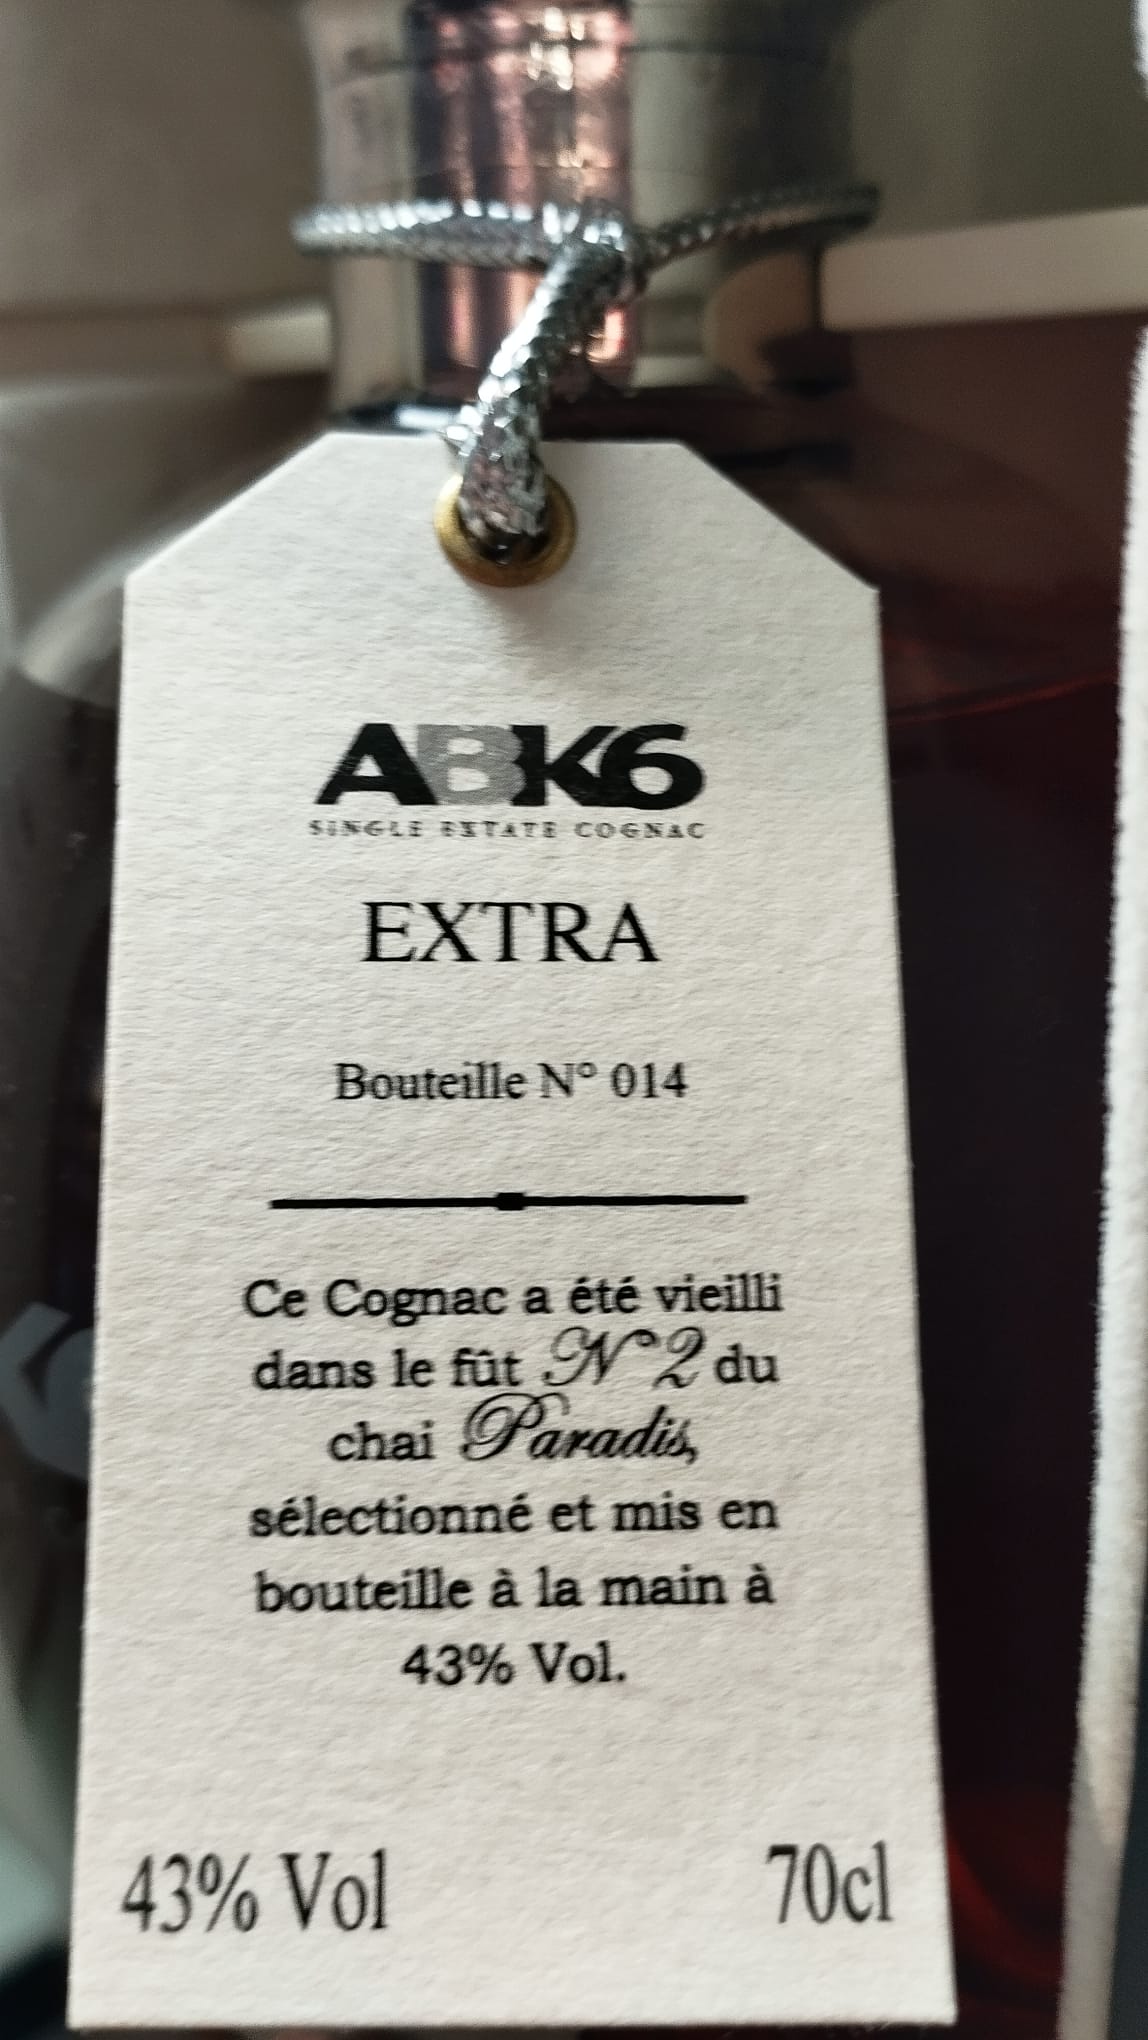 ABK6
SINGLE ESTATE COGNAC
EXTRA
Bouteille N° 014
Ce Cognac a été vieilli
dans le fût N°2 du
chai Paradis,
sélectionné et mis en
bouteille à la main à
43% Vol.
43% Vol 70cl